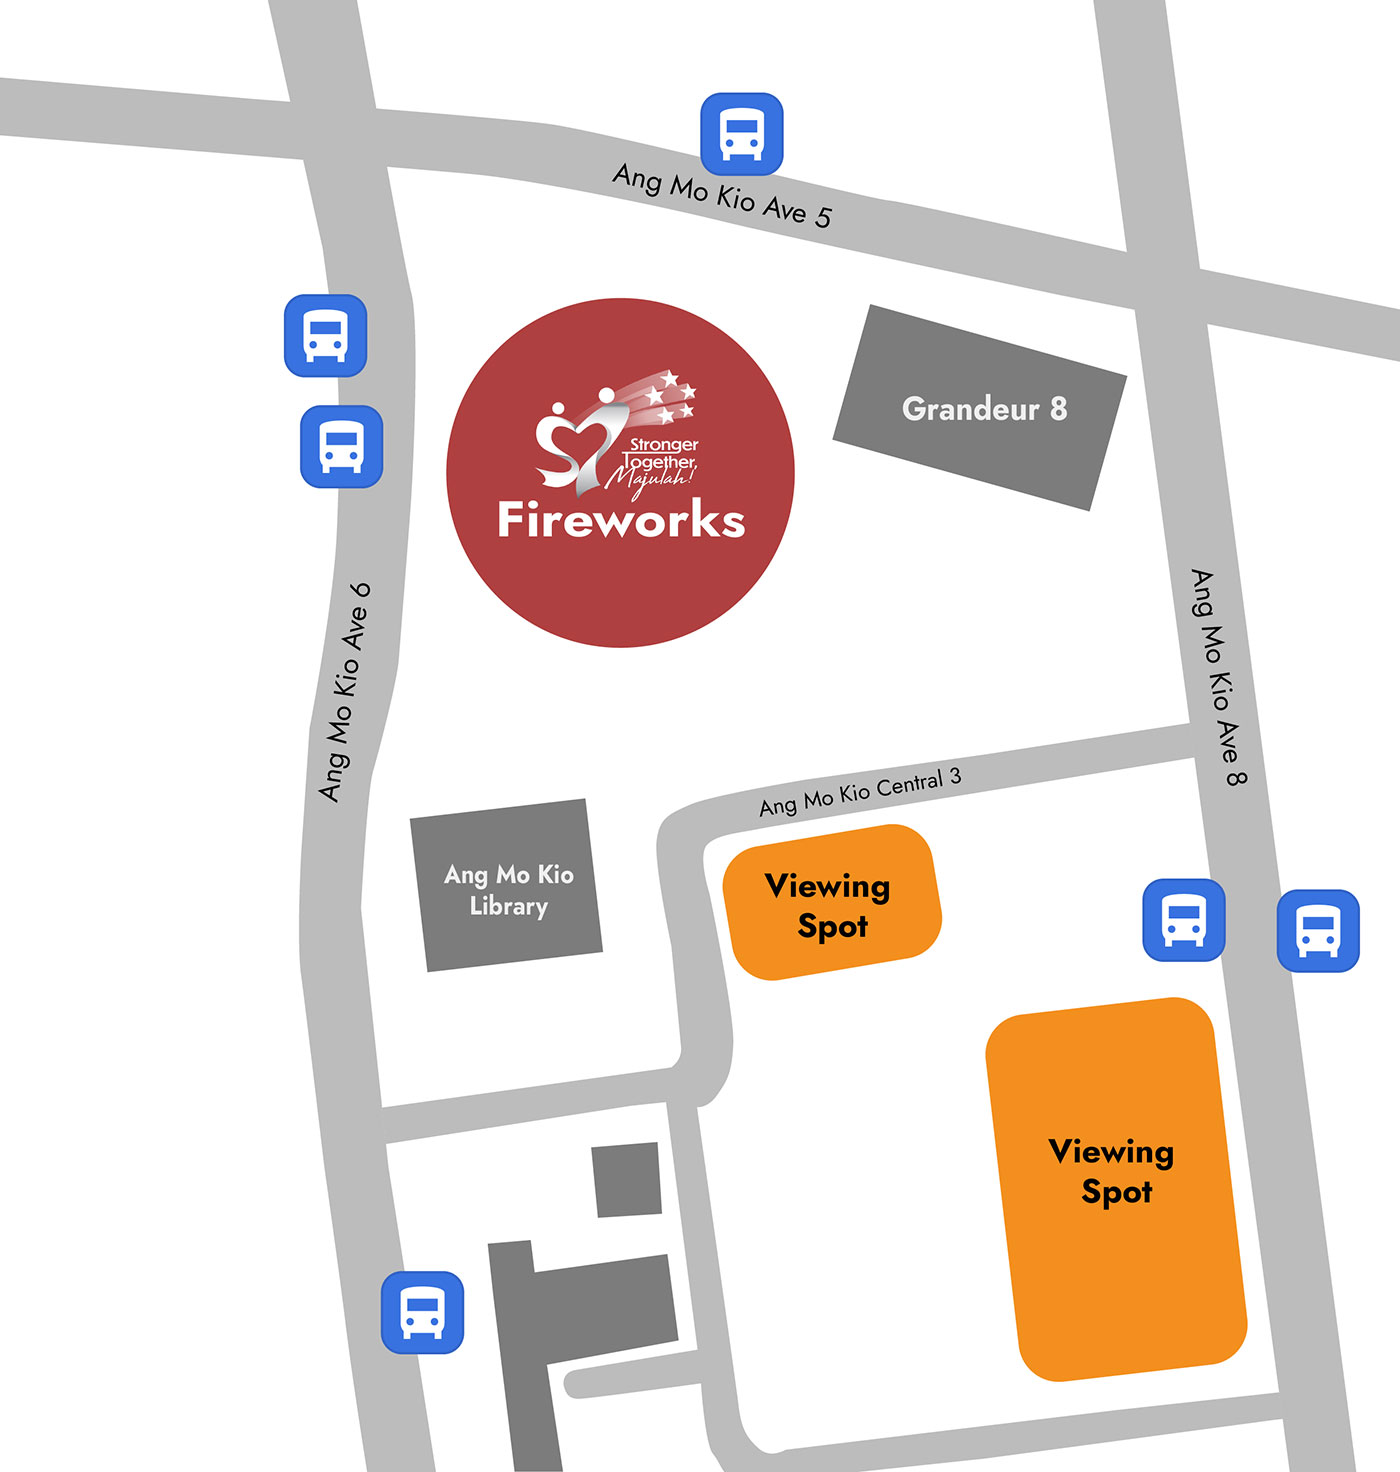 Ang Mo Kio Ave 5
Grandeur 8
Stronger
Together,
Majulah!
Fireworks
Ang Mo Kio Ave 6
Ang Mo Kio Ave 8
Ang Mo Kio Central 3
Ang Mo Kio
Library
Viewing
Spot
Viewing
Spot